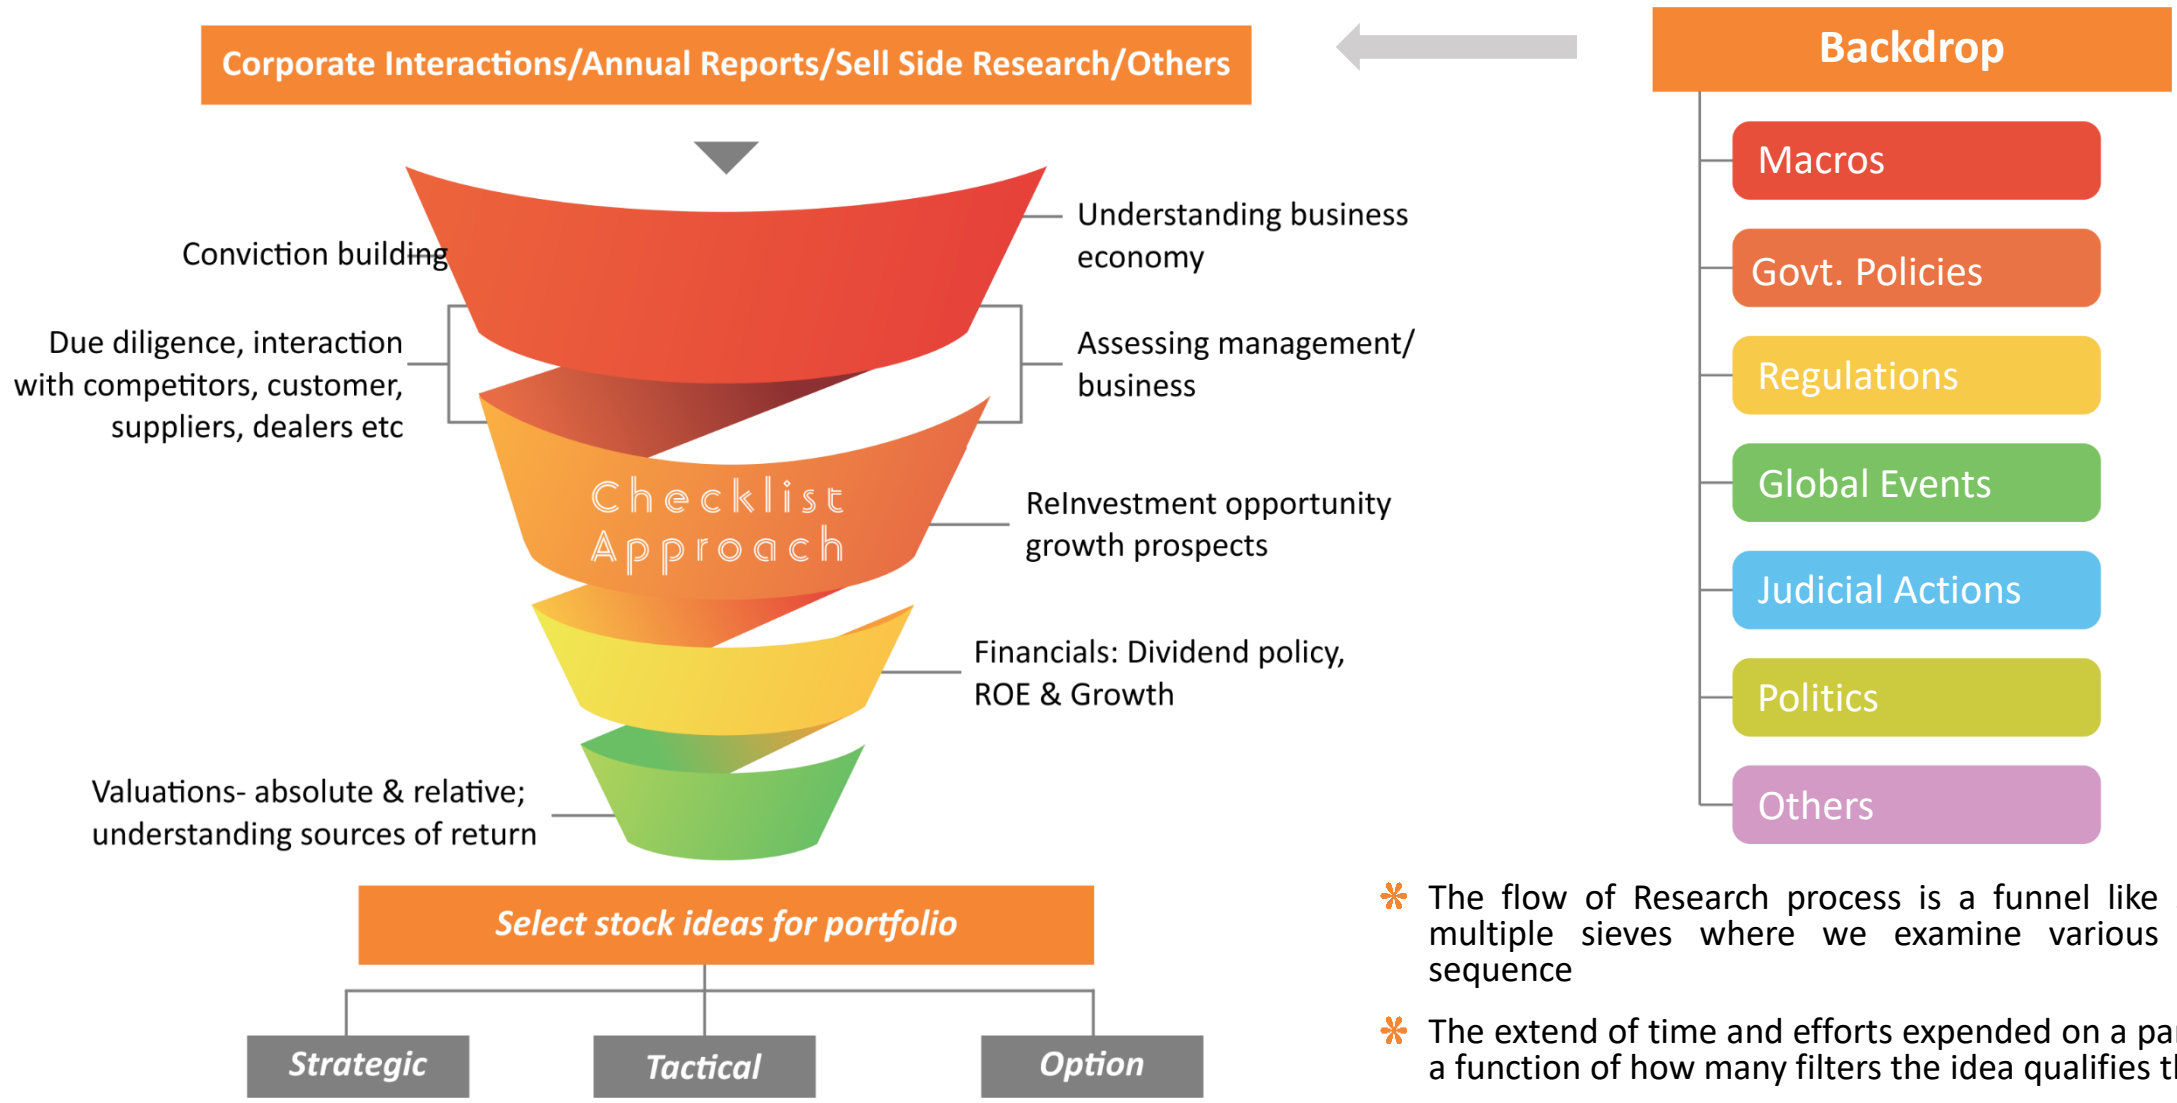 Corporate Interactions/Annual Reports/Sell Side Research/Others
Conviction building
Due diligence, interaction
with competitors, customer,
suppliers, dealers etc
Understanding business
economy
Assessing management/
business
Checklist
Approach
ReInvestment opportunity
growth prospects
Financials: Dividend policy,
ROE & Growth
Valuations- absolute & relative;
understanding sources of return
Select stock ideas for portfolio
Strategic
Tactical
Option
Backdrop
Macros
Govt. Policies
Regulations
Global Events
Judicial Actions
Politics
Others
The flow of Research process is a funnel like
multiple sieves where we examine various
sequence
The extend of time and efforts expended on a
a function of how many filters the idea qualifies